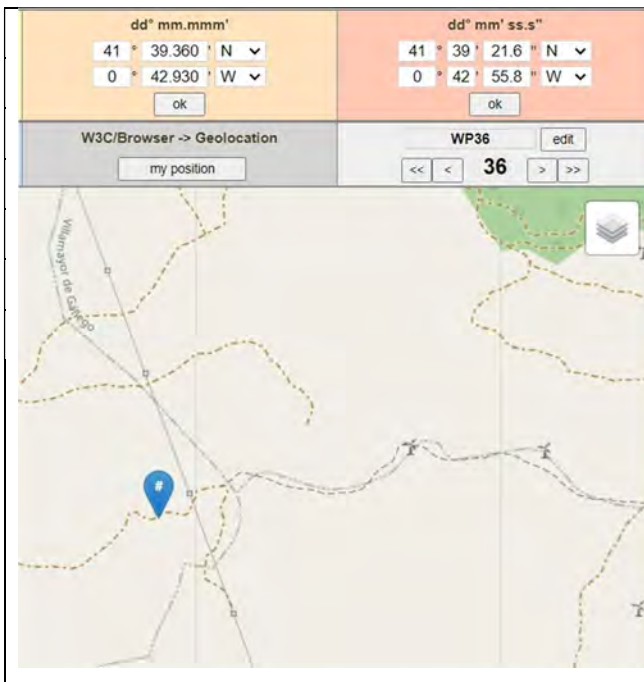 dd° mm.mmm'
41 ° 39.360 ' N
0 ° 42.930 ' W
ok
dd° mm' ss.s"
41 ° 39 ' 21.6 " N
0 ° 42 ' 55.8 " W
ok
W3C/Browser -> Geolocation
my position
WP36 edit
<< < 36 > >>
Villamayor de Gállego
#